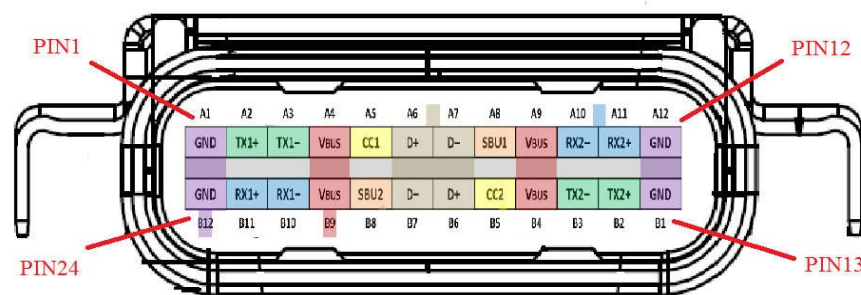 PIN1 PIN12
A1 A2 A3 A4 A5 A6 A7 A8 A9 A10 A11 A12
GND TX1+ TX1− VBUS CC1 D+ D− SBU1 VBUS RX2− RX2+ GND
GND RX1+ RX1− VBUS SBU2 D− D+ CC2 VBUS TX2− TX2+ GND
B12 B11 B10 B9 B8 B7 B6 B5 B4 B3 B2 B1
PIN24 PIN13